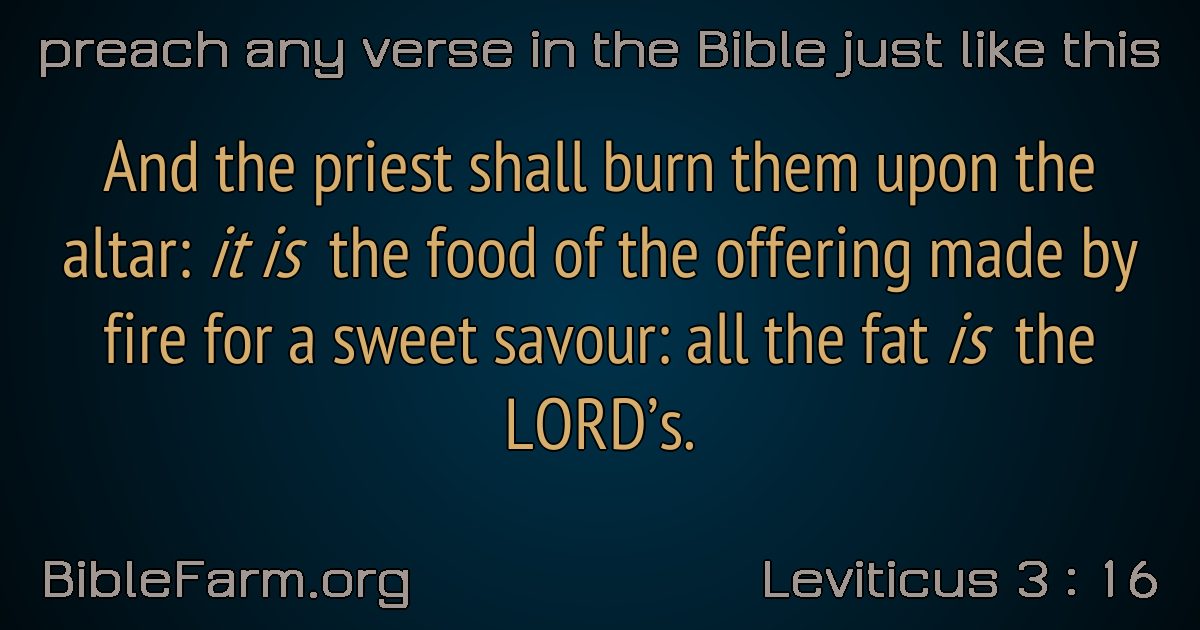 preach any verse in the Bible just like this
And the priest shall burn them upon the
altar: it is the food of the offering made by
fire for a sweet savour: all the fat is the
LORD’s.
BibleFarm.org
Leviticus 3 : 16